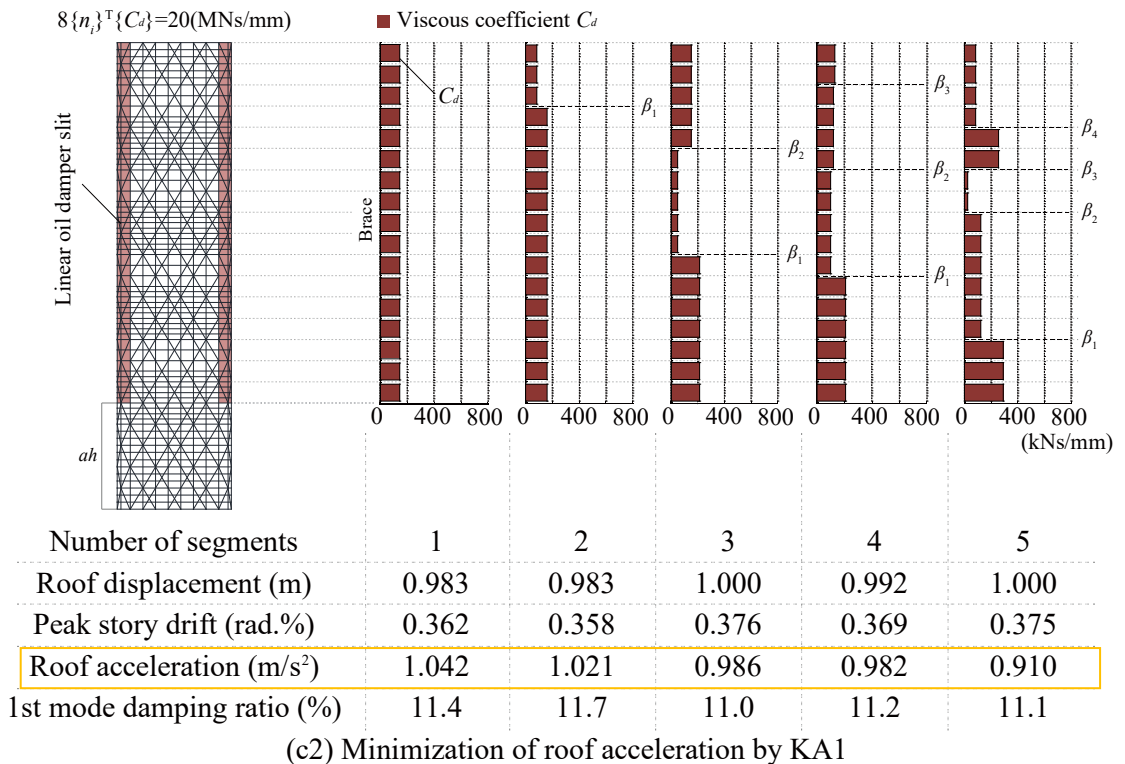 8{nᵢ}ᵀ{C_d}=20(MNs/mm)
Viscous coefficient C_d
C_d
Linear oil damper slit
Brace
ah
β₁
β₂
β₁
β₃
β₂
β₁
β₄
β₃
β₂
β₁
0 400 800 0 400 800 0 400 800 0 400 800 0 400 800
(kNs/mm)
Number of segments 1 2 3 4 5
Roof displacement (m) 0.983 0.983 1.000 0.992 1.000
Peak story drift (rad.%) 0.362 0.358 0.376 0.369 0.375
Roof acceleration (m/s²) 1.042 1.021 0.986 0.982 0.910
1st mode damping ratio (%) 11.4 11.7 11.0 11.2 11.1
(c2) Minimization of roof acceleration by KA1